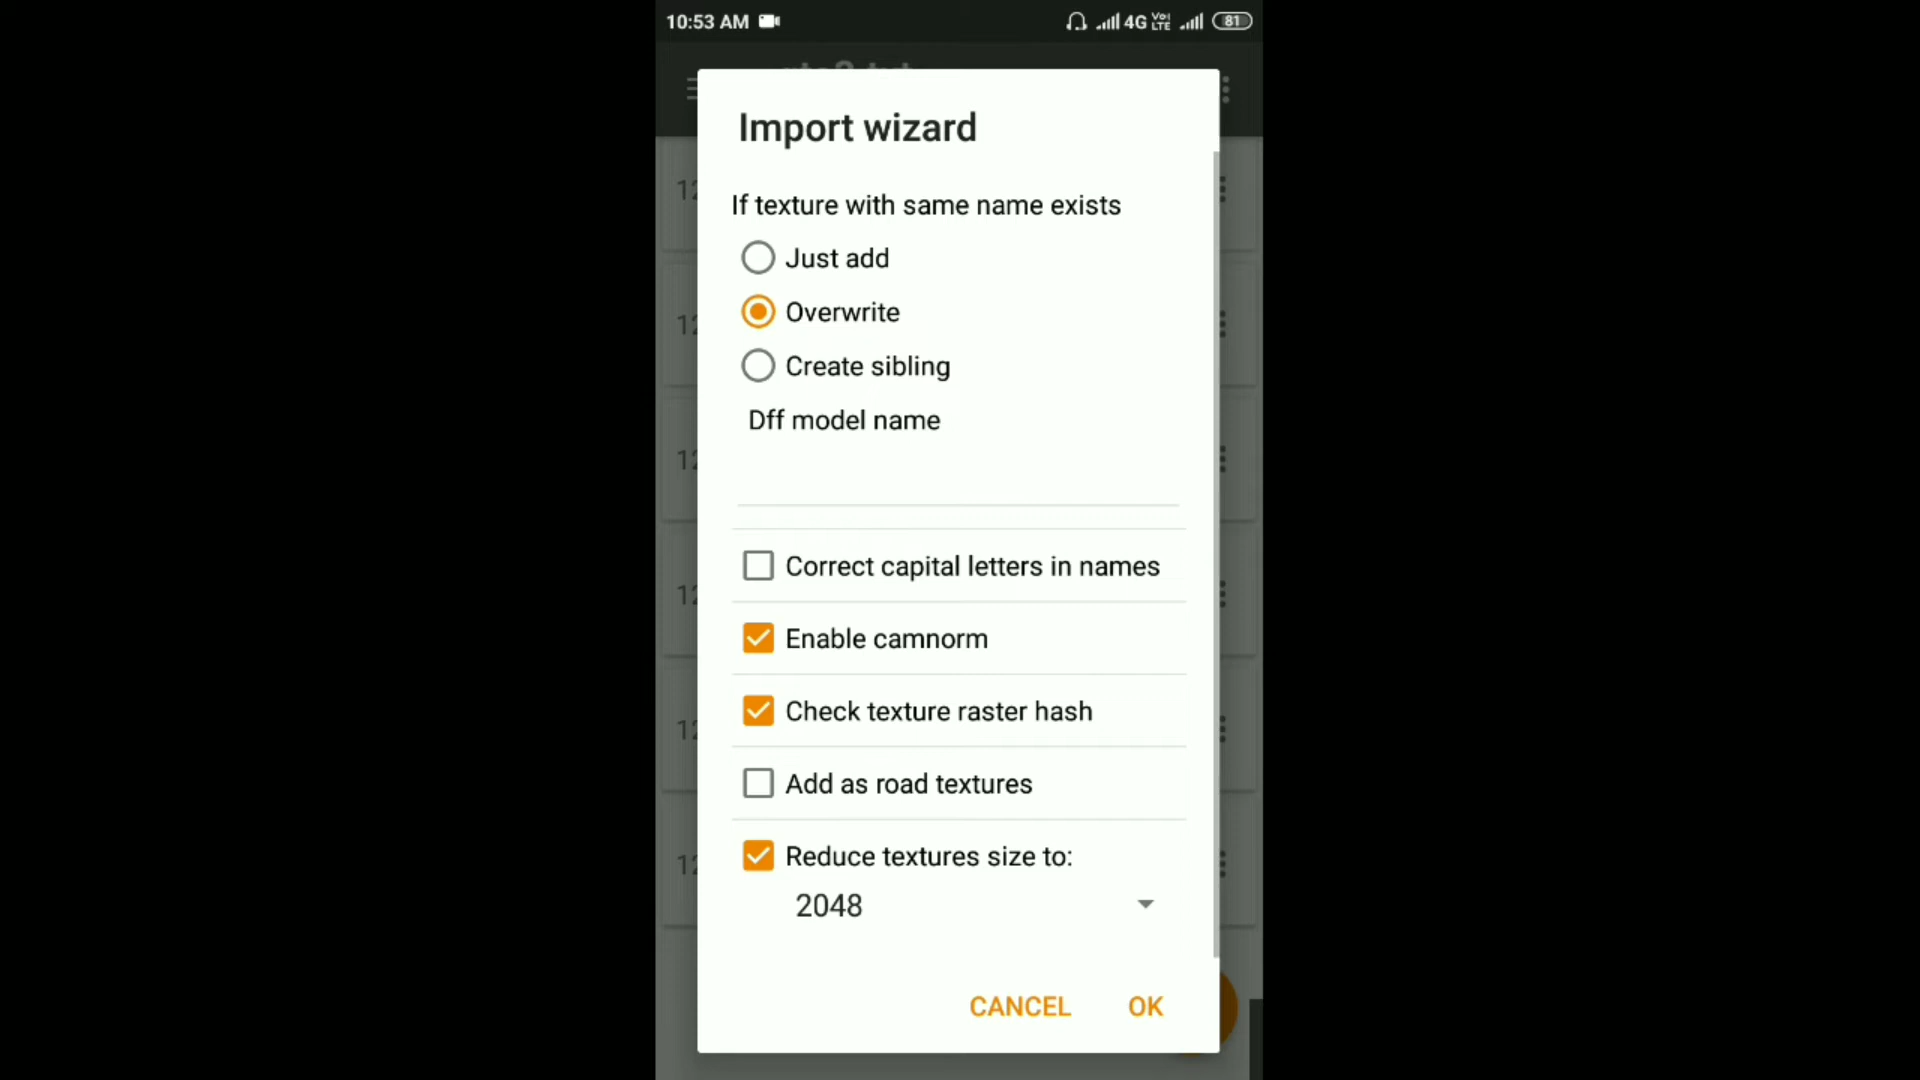 10:53 AM 4G Vo) LTE 81
Import wizard
If texture with same name exists
Just add
Overwrite
Create sibling
Dff model name
Correct capital letters in names
Enable camnorm
Check texture raster hash
Add as road textures
Reduce textures size to:
2048
CANCEL OK